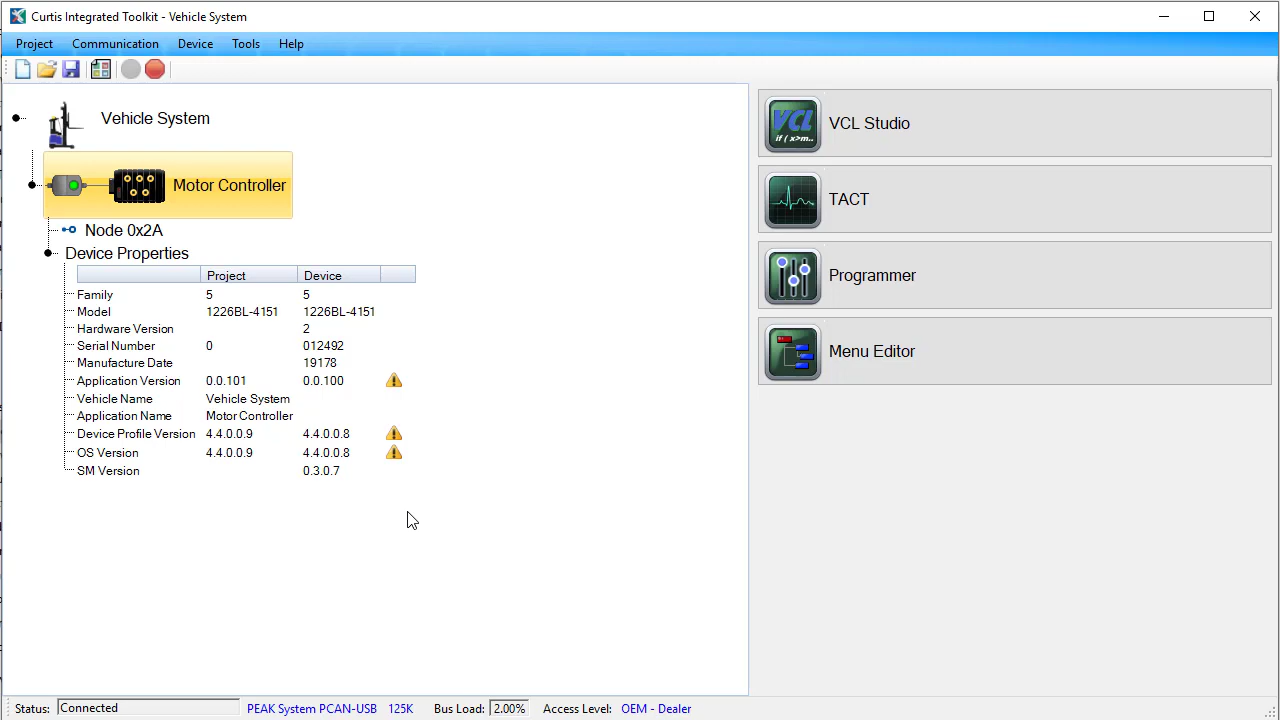 Curtis Integrated Toolkit - Vehicle System
Project Communication Device Tools Help
Vehicle System
Motor Controller
Node 0x2A
Device Properties
Project Device
Family 5 5
Model 1226BL-4151 1226BL-4151
Hardware Version 2
Serial Number 0 012492
Manufacture Date 19178
Application Version 0.0.101 0.0.100
Vehicle Name Vehicle System
Application Name Motor Controller
Device Profile Version 4.4.0.0.9 4.4.0.0.8
OS Version 4.4.0.0.9 4.4.0.0.8
SM Version 0.3.0.7
VCL
if ( x>m..
VCL Studio
TACT
Programmer
Menu Editor
Status: Connected PEAK System PCAN-USB 125K Bus Load: 2.00% Access Level: OEM - Dealer